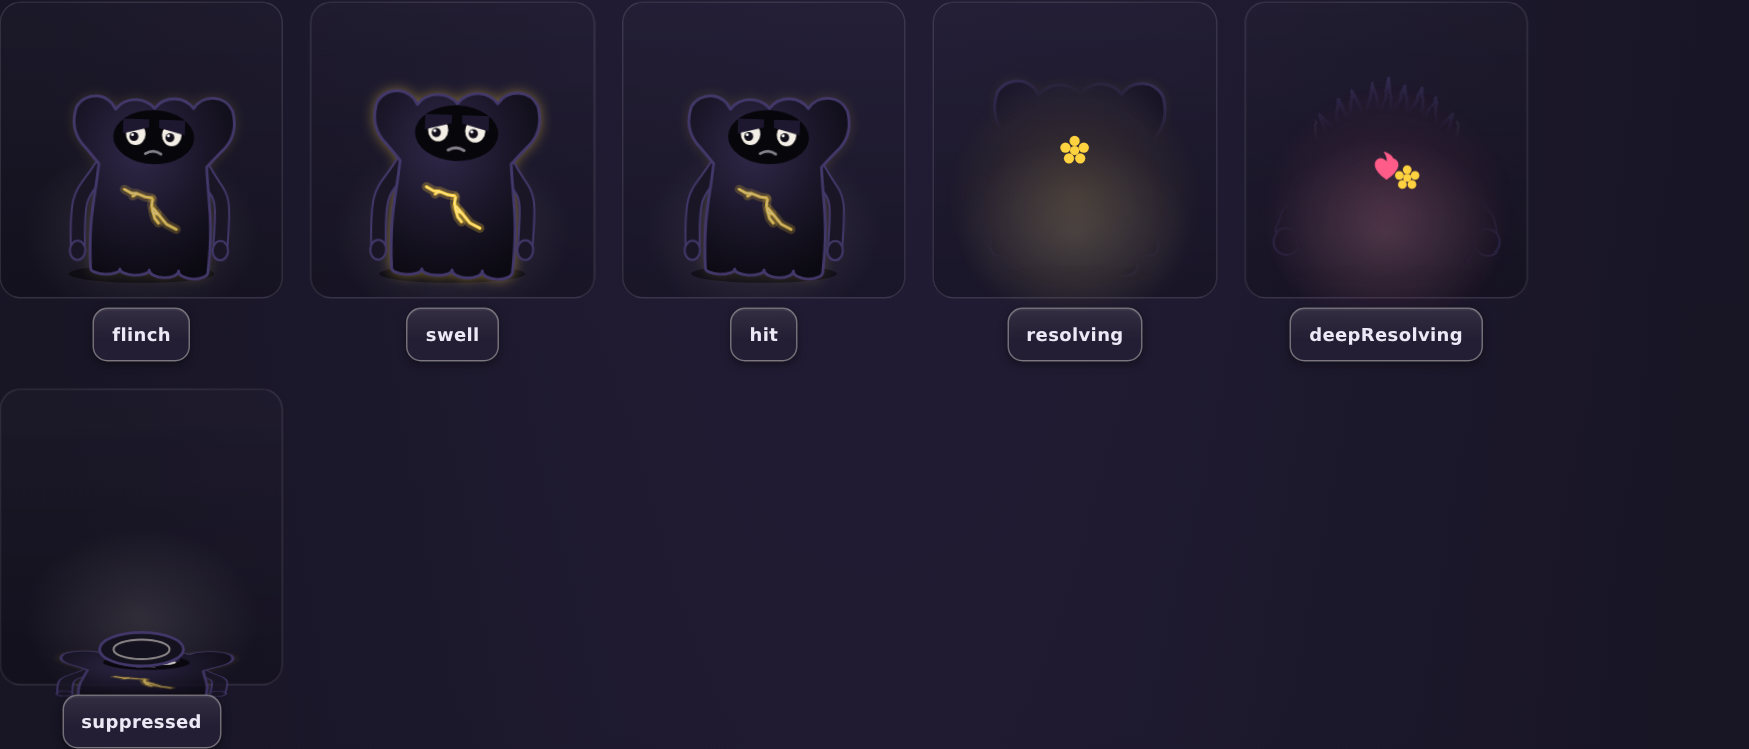 flinch
swell
hit
resolving
deepResolving
suppressed